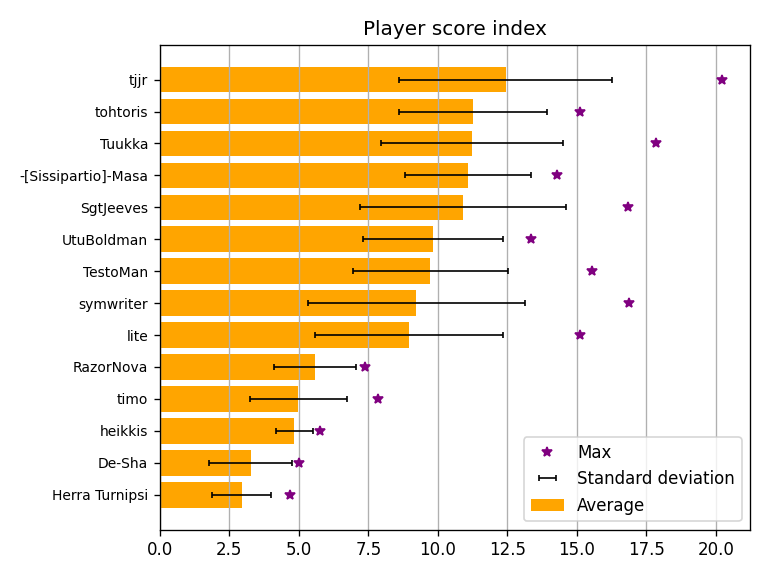 Player score index
tjjr
tohtoris
Tuukka
-[Sissipartio]-Masa
SgtJeeves
UtuBoldman
TestoMan
symwriter
lite
RazorNova
timo
heikkis
De-Sha
Herra Turnipsi
Max
Standard deviation
Average
0.0 2.5 5.0 7.5 10.0 12.5 15.0 17.5 20.0